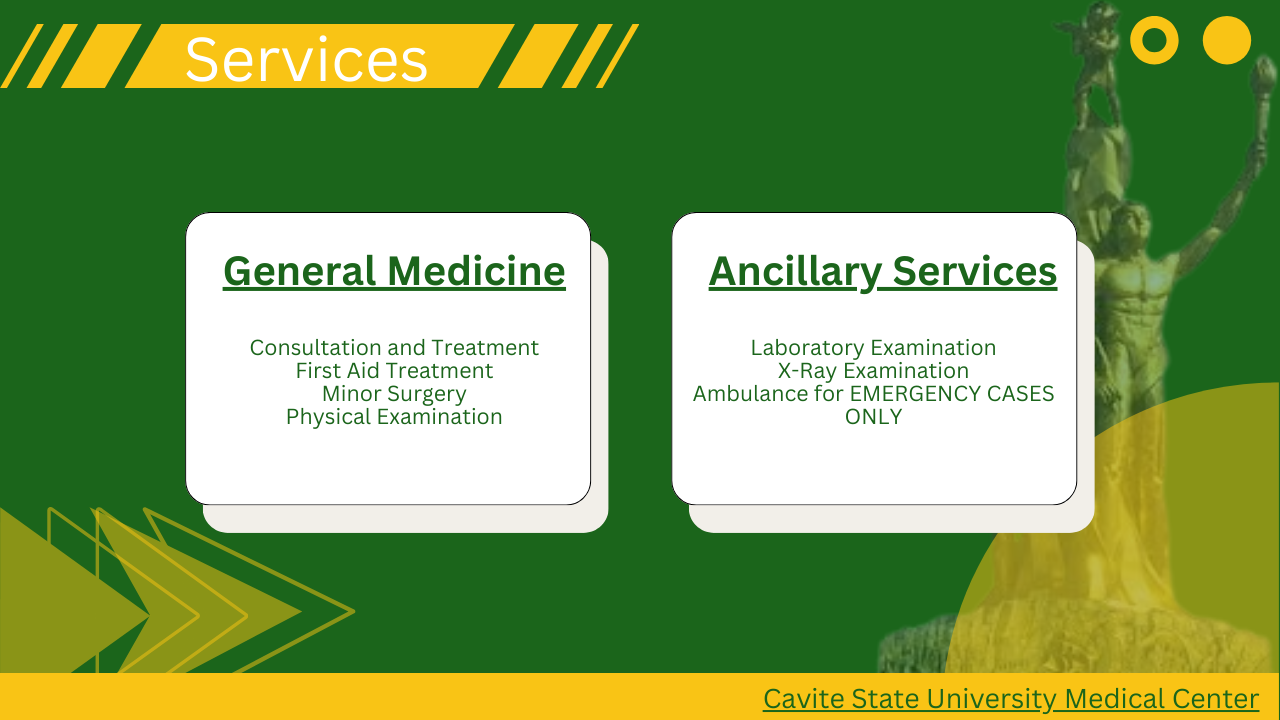 Services
General Medicine
Consultation and Treatment
First Aid Treatment
Minor Surgery
Physical Examination
Ancillary Services
Laboratory Examination
X-Ray Examination
Ambulance for EMERGENCY CASES
ONLY
Cavite State University Medical Center